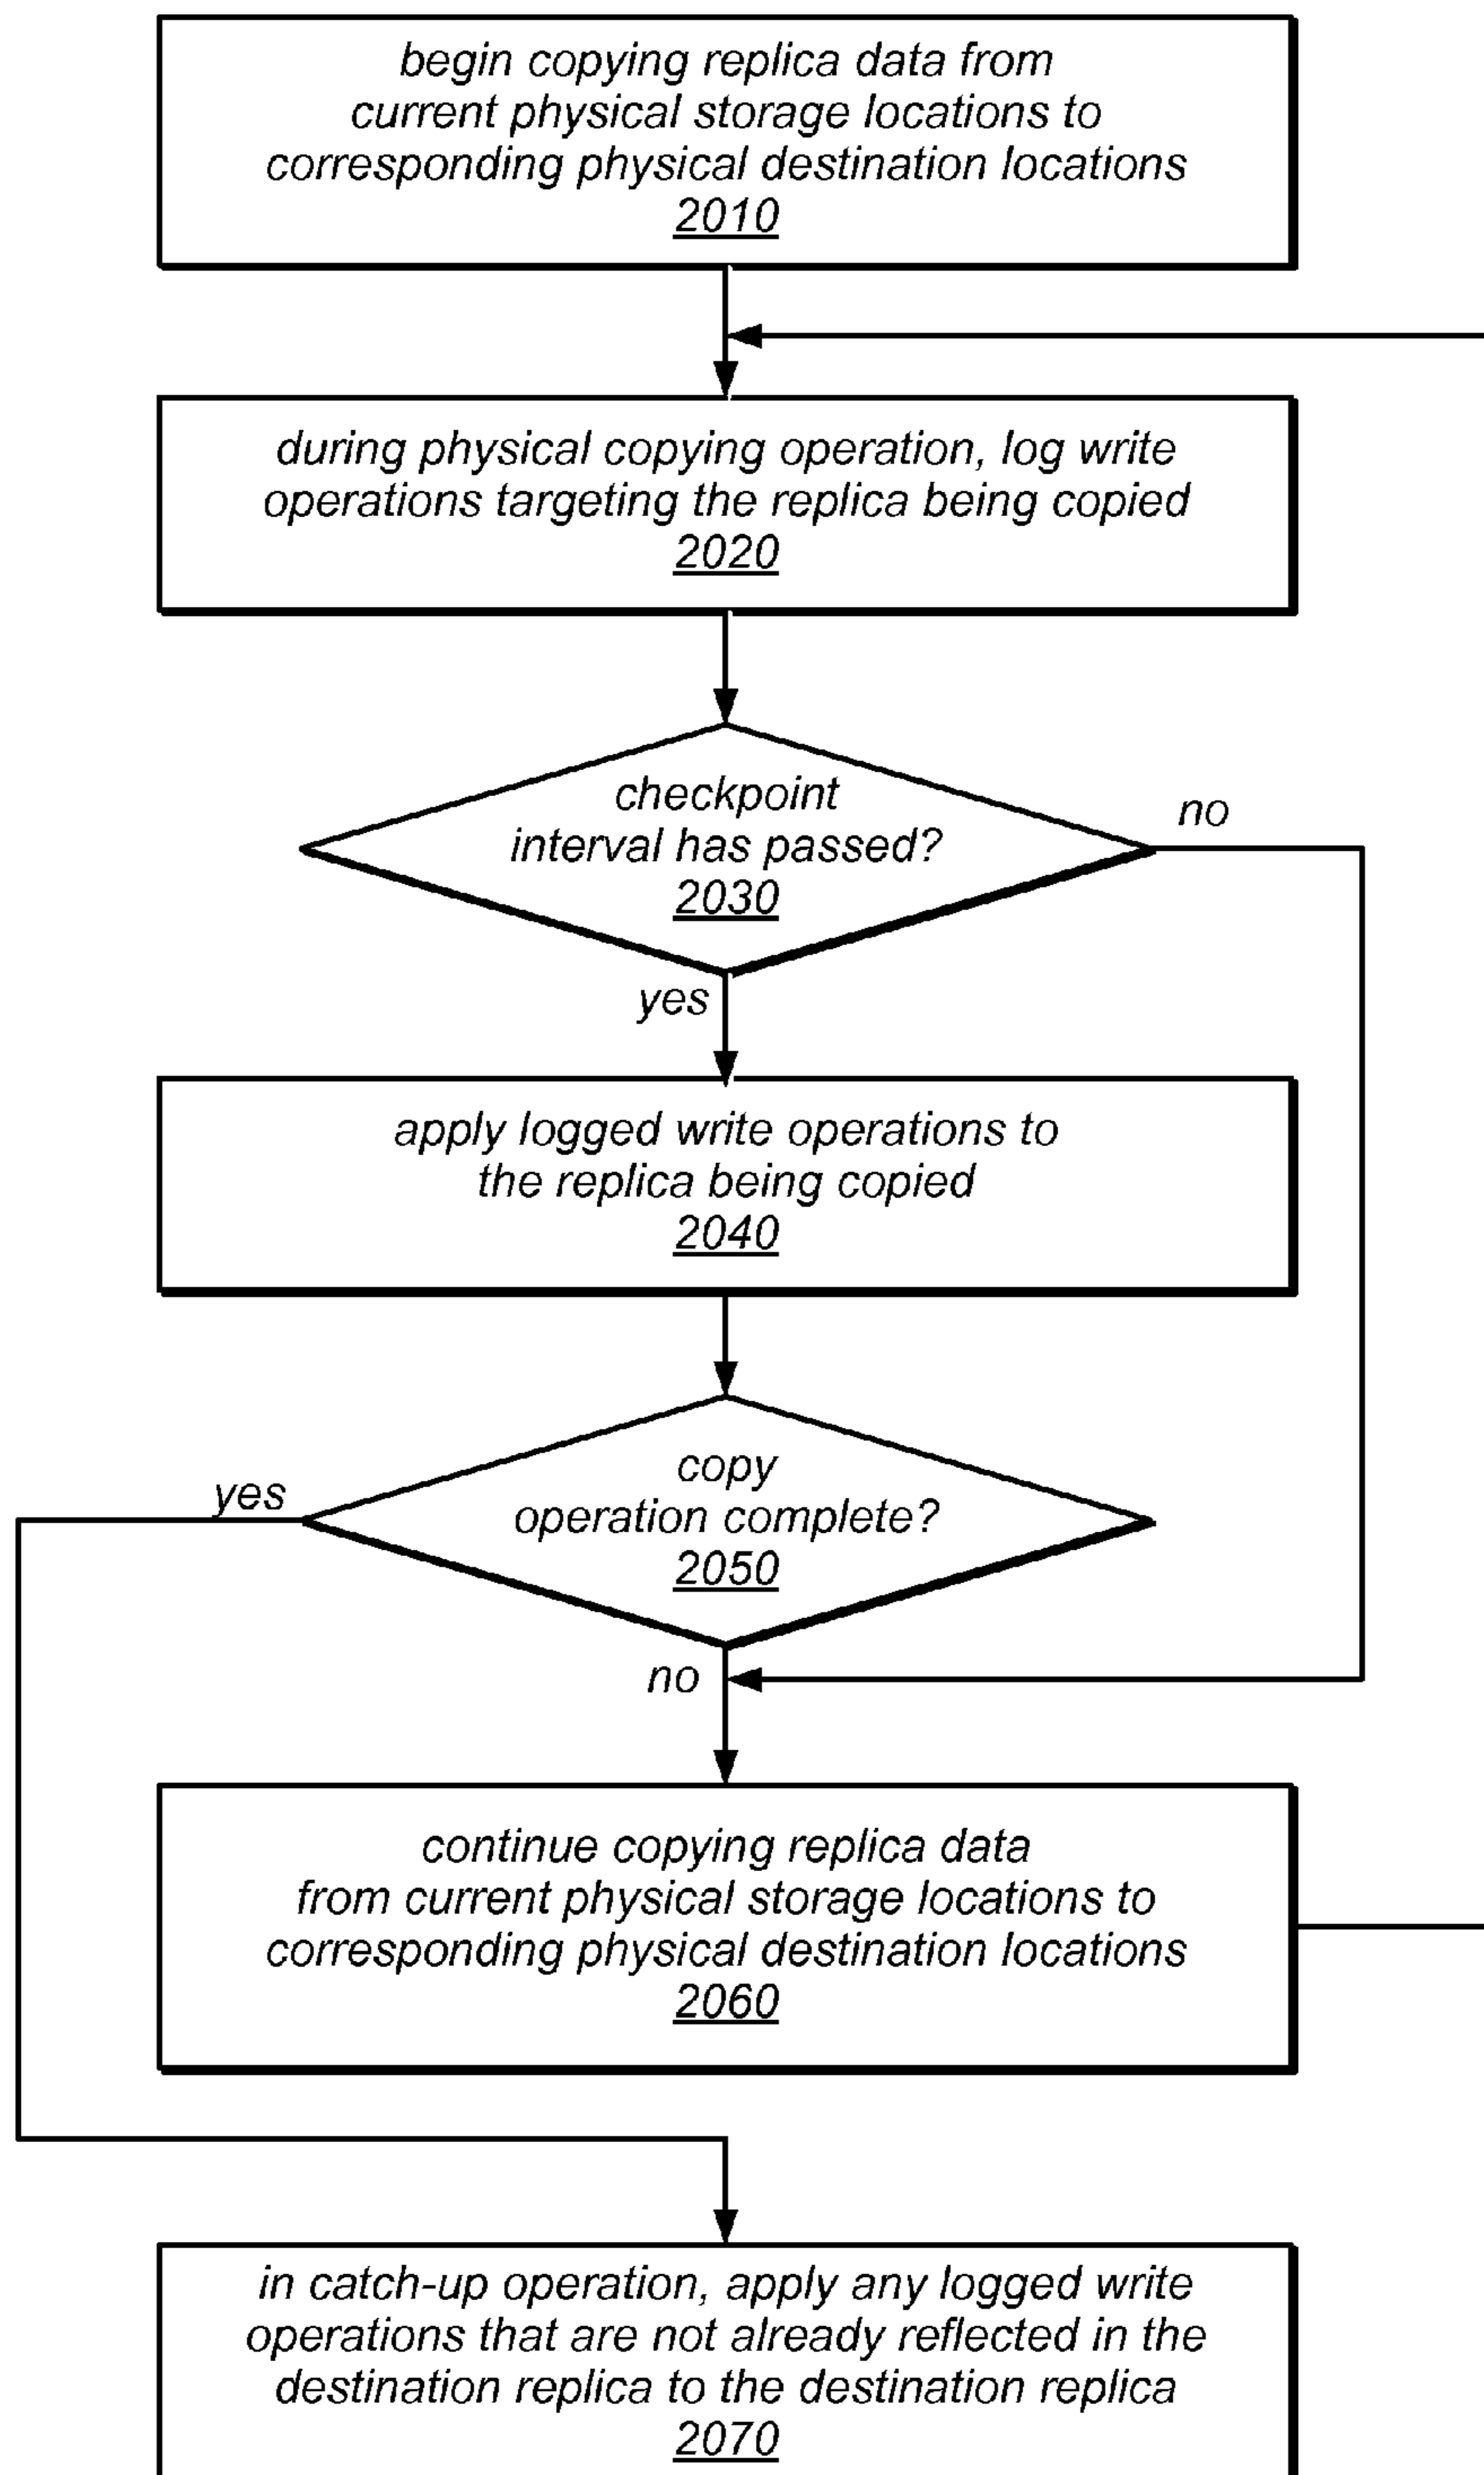 begin copying replica data from
current physical storage locations to
corresponding physical destination locations
2010
during physical copying operation, log write
operations targeting the replica being copied
2020
checkpoint
interval has passed?
2030
no
yes
apply logged write operations to
the replica being copied
2040
copy
operation complete?
2050
yes
no
continue copying replica data
from current physical storage locations to
corresponding physical destination locations
2060
in catch-up operation, apply any logged write
operations that are not already reflected in the
destination replica to the destination replica
2070